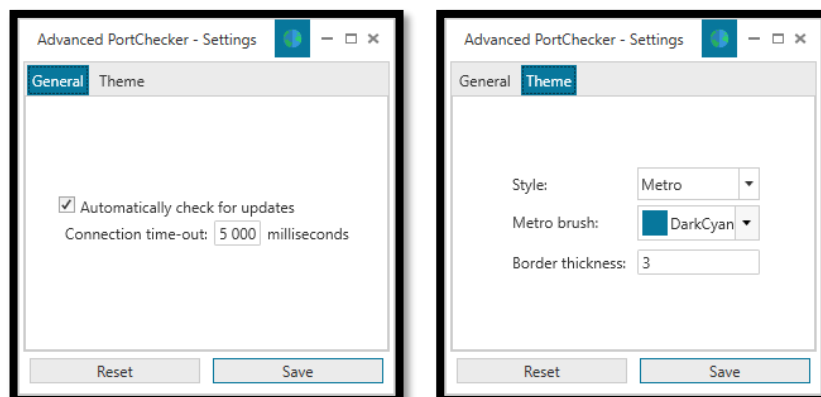 Advanced PortChecker - Settings
General Theme
Automatically check for updates
Connection time-out: 5 000 milliseconds
Reset Save
Advanced PortChecker - Settings
General Theme
Style: Metro
Metro brush: DarkCyan
Border thickness: 3
Reset Save